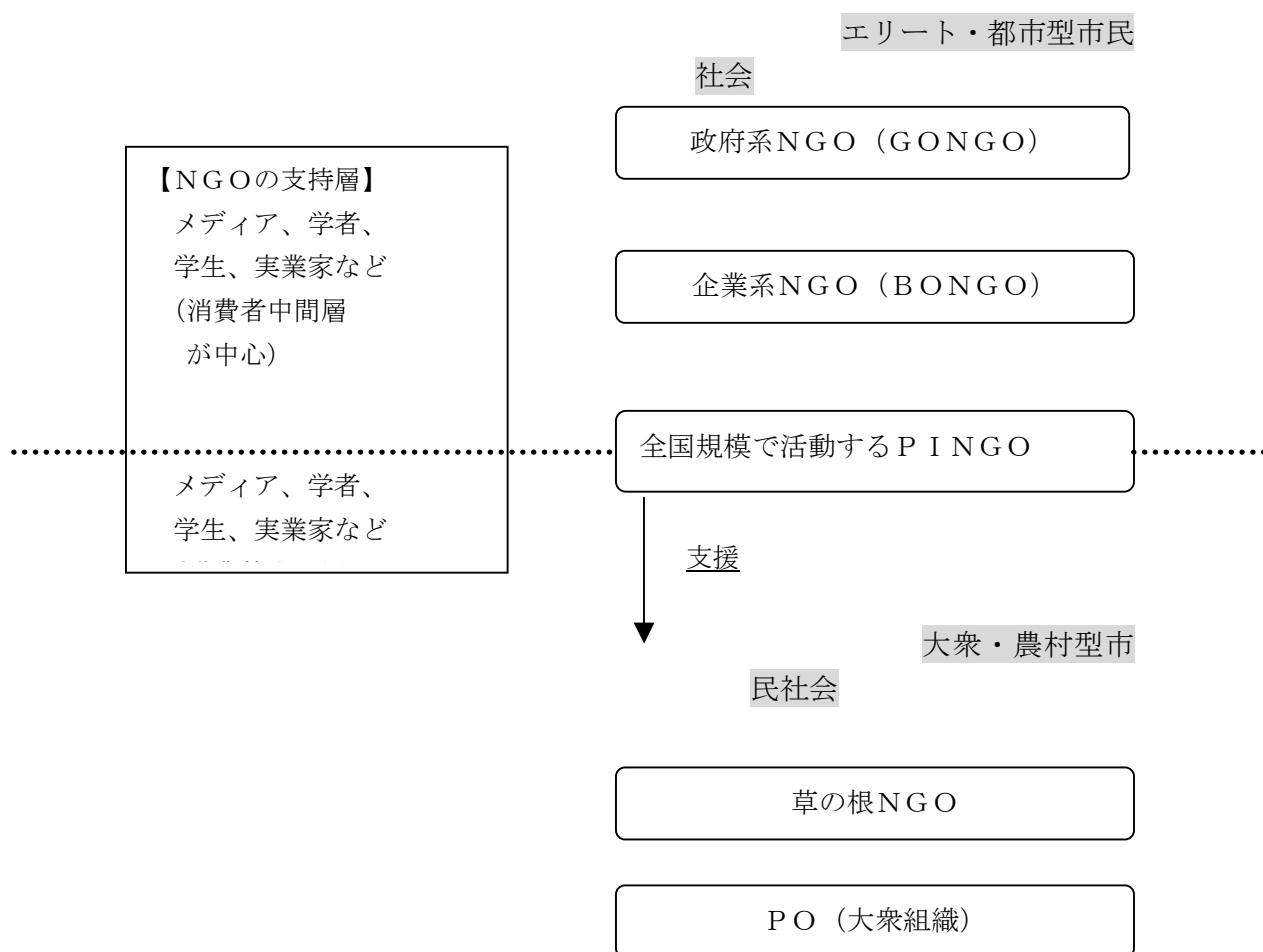 エリート・都市型市民
社会
政府系ＮＧＯ（ＧＯＮＧＯ）
【ＮＧＯの支持層】
メディア、学者、
学生、実業家など
（消費者中間層
が中心）
企業系ＮＧＯ（ＢＯＮＧＯ）
全国規模で活動するＰＩＮＧＯ
メディア、学者、
学生、実業家など
支援
大衆・農村型市
民社会
草の根ＮＧＯ
ＰＯ（大衆組織）